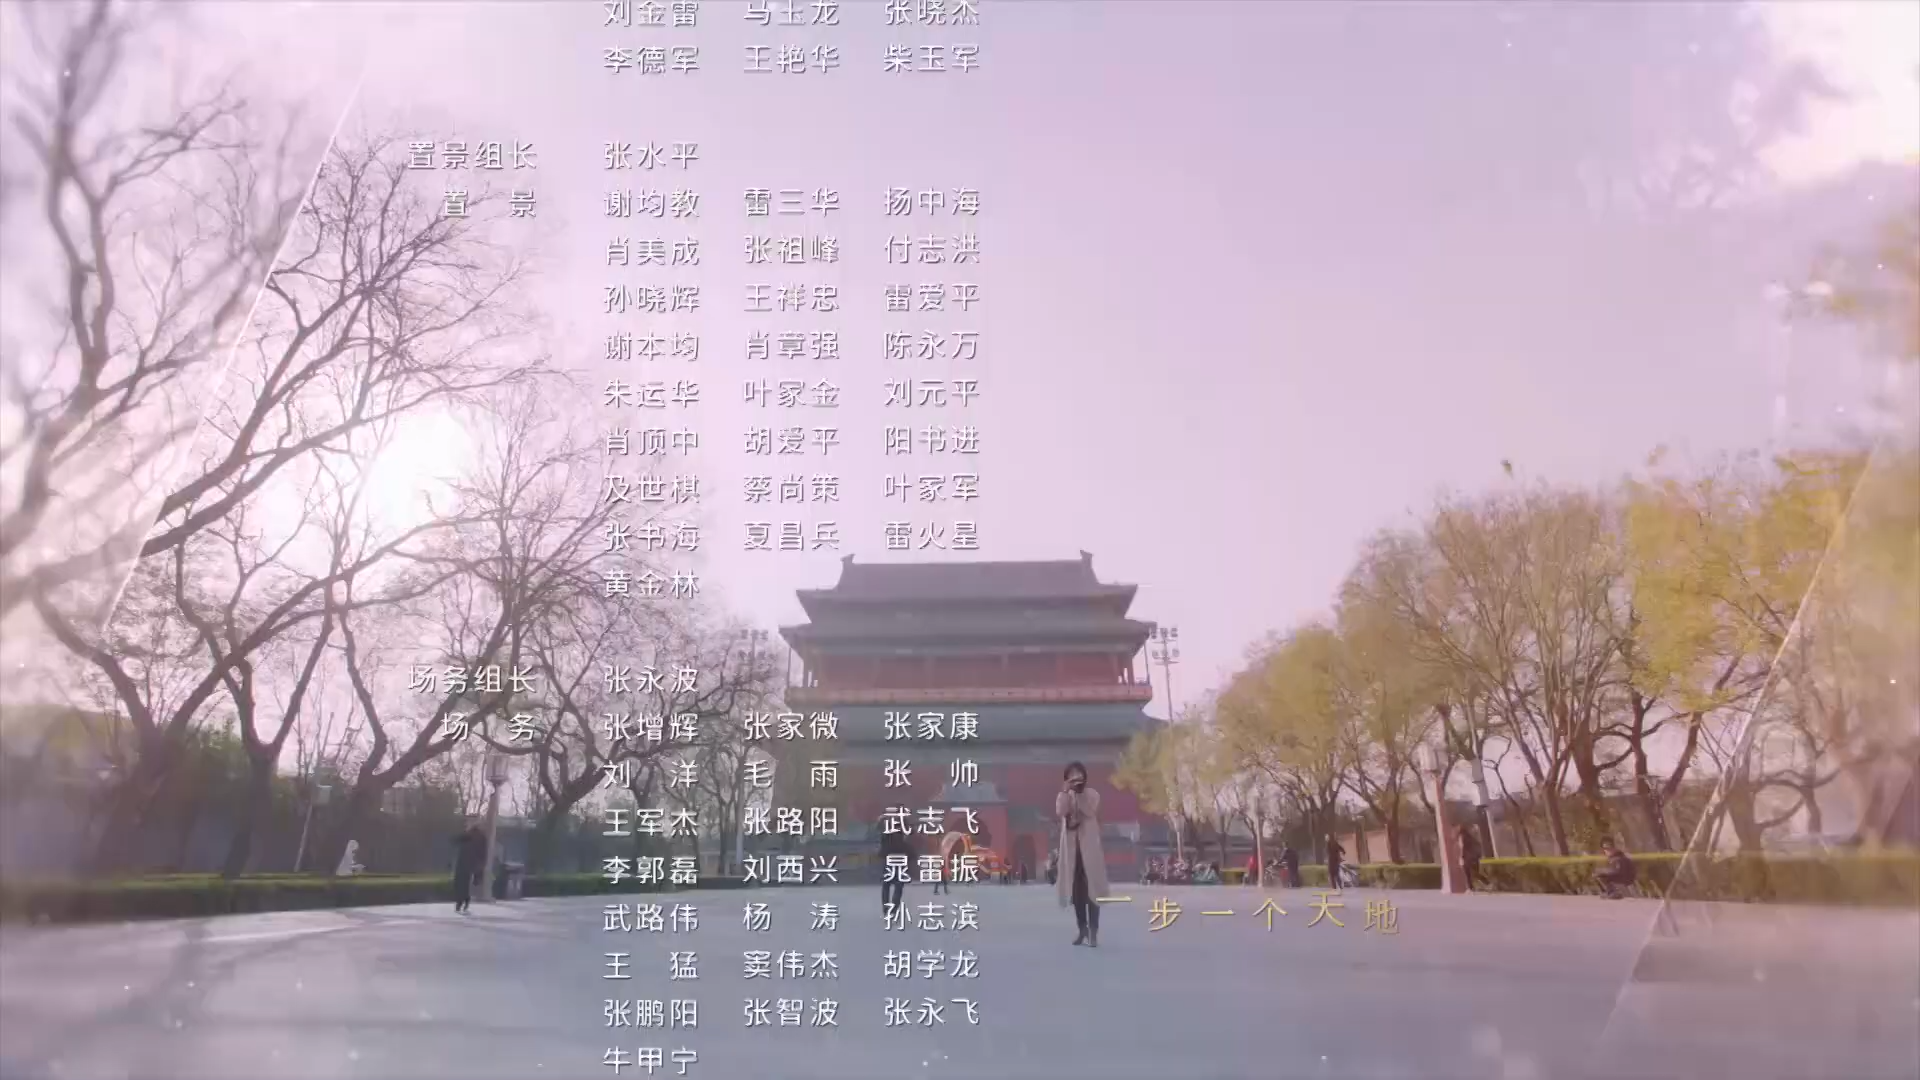 刘金雷 马玉龙 张晓杰
李德军 王艳华 柴玉军
置景组长 张水平
置景 谢均教 雷三华 扬中海
肖美成 张祖峰 付志洪
孙晓辉 王祥忠 雷爱平
谢本均 肖章强 陈永万
朱运华 叶家金 刘元平
肖顶中 胡爱平 阳书进
及世棋 蔡尚策 叶家军
张书海 夏昌兵 雷火星
黄金林
场务组长 张永波
场务 张增辉 张家微 张家康
刘洋 毛雨 张帅
王军杰 张路阳 武志飞
李郭磊 刘西兴 晁雷振
武路伟 杨涛 孙志滨
一步一个天地
王猛 窦伟杰 胡学龙
张鹏阳 张智波 张永飞
牛甲宁